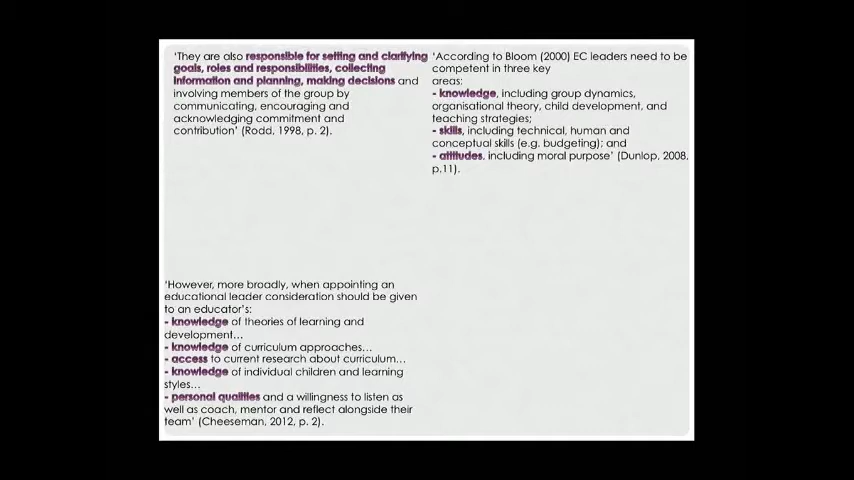 ‘They are also responsible for setting and clarifying
goals, roles and responsibilities, collecting
information and planning, making decisions and
involving members of the group by
communicating, encouraging and
acknowledging commitment and
contribution’ (Rodd, 1998, p. 2).
‘According to Bloom (2000) EC leaders need to be
competent in three key
areas:
- knowledge, including group dynamics,
organisational theory, child development, and
teaching strategies;
- skills, including technical, human and
conceptual skills (e.g. budgeting); and
- attitudes, including moral purpose’ (Dunlop, 2008,
p.11).
‘However, more broadly, when appointing an
educational leader consideration should be given
to an educator’s:
- knowledge of theories of learning and
development…
- knowledge of curriculum approaches…
- access to current research about curriculum…
- knowledge of individual children and learning
styles…
- personal qualities and a willingness to listen as
well as coach, mentor and reflect alongside their
team’ (Cheeseman, 2012, p. 2).